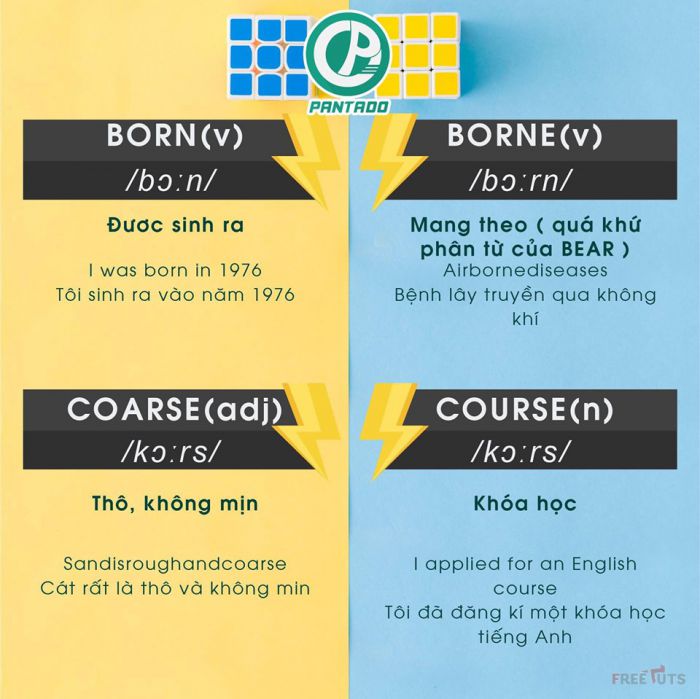 PANTADO
BORN(v)
/bɔːn/
Đươc sinh ra
I was born in 1976
Tôi sinh ra vào năm 1976
BORNE(v)
/bɔːrn/
Mang theo ( quá khứ
phân từ của BEAR )
Airbornediseases
Bệnh lây truyền qua không
khí
COARSE(adj)
/kɔːrs/
Thô, không mịn
Sandisroughandcoarse
Cát rất là thô và không min
COURSE(n)
/kɔːrs/
Khóa học
I applied for an English
course
Tôi đã đăng kí một khóa học
tiếng Anh
FREETUTS